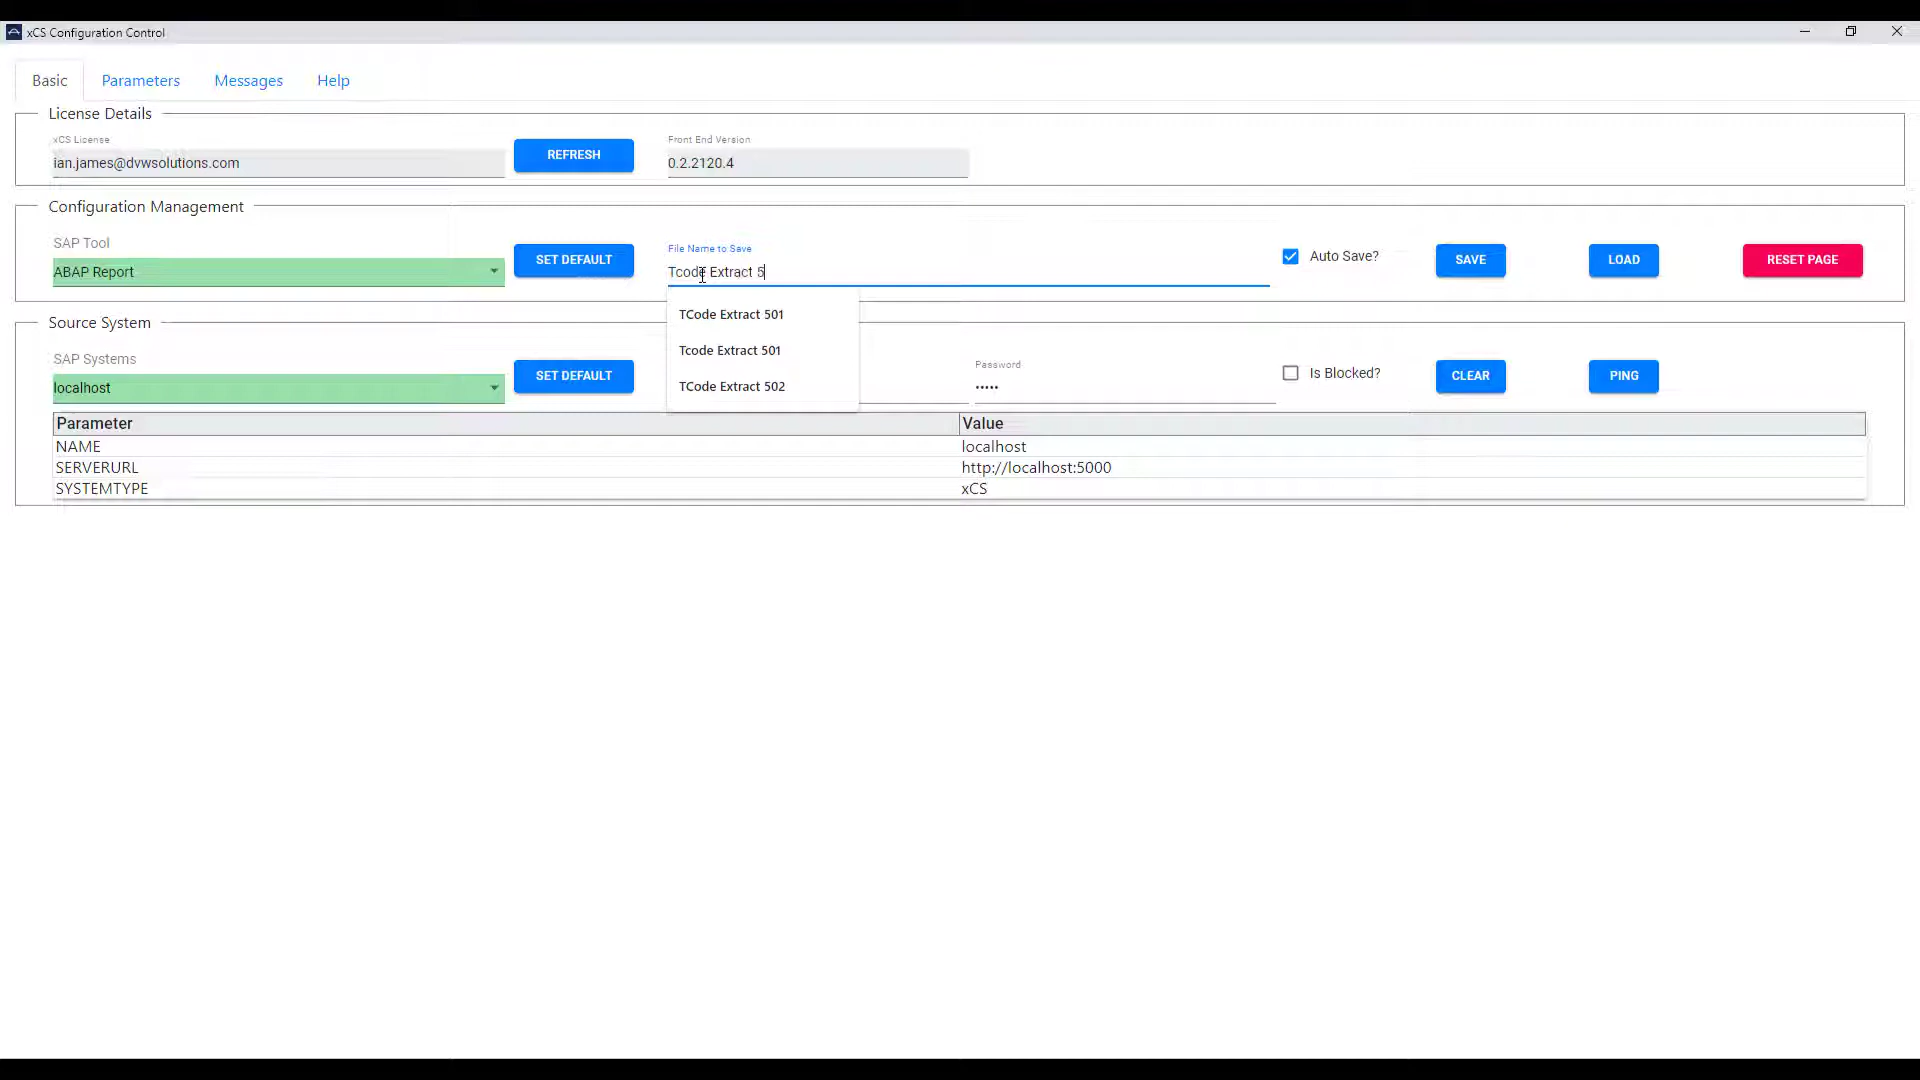 xCS Configuration Control
Basic Parameters Messages Help
License Details
xCS License Front End Version
ian.james@dvwsolutions.com REFRESH 0.2.2120.4
Configuration Management
SAP Tool File Name to Save
ABAP Report SET DEFAULT Tcode Extract 5 Auto Save? SAVE LOAD RESET PAGE
TCode Extract 501
Source System
Tcode Extract 501
SAP Systems Password
localhost SET DEFAULT TCode Extract 502 ••••• Is Blocked? CLEAR PING
Parameter Value
NAME localhost
SERVERURL http://localhost:5000
SYSTEMTYPE xCS